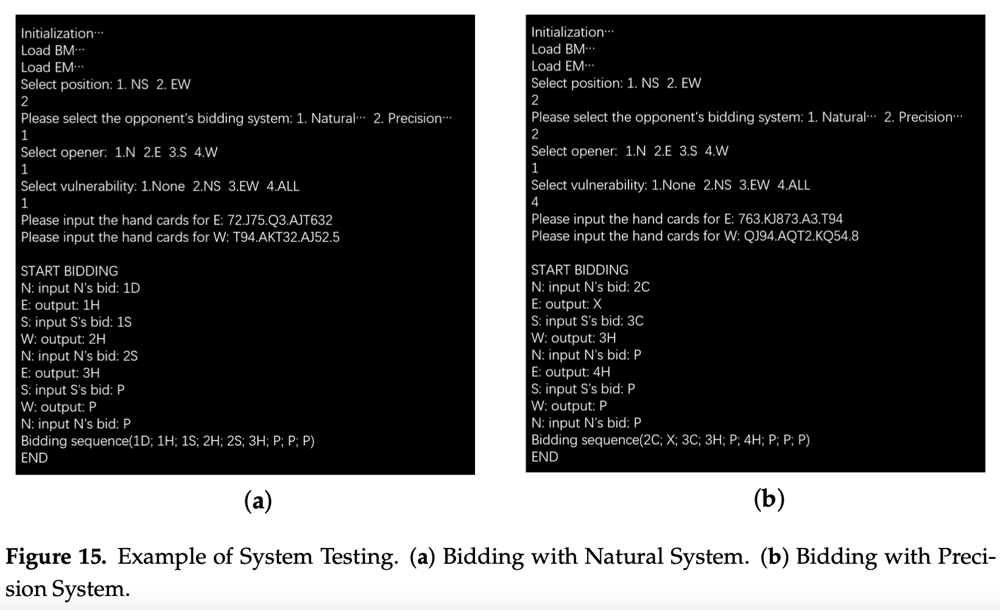 Initialization···
Load BM···
Load EM···
Select position: 1. NS  2. EW
2
Please select the opponent's bidding system: 1. Natural···  2. Precision···
1
Select opener:  1.N  2.E  3.S  4.W
1
Select vulnerability: 1.None  2.NS  3.EW  4.ALL
1
Please input the hand cards for E: 72.J75.Q3.AJT632
Please input the hand cards for W: T94.AKT32.AJ52.5
START BIDDING
N: input N's bid: 1D
E: output: 1H
S: input S's bid: 1S
W: output: 2H
N: input N's bid: 2S
E: output: 3H
S: input S's bid: P
W: output: P
N: input N's bid: P
Bidding sequence(1D; 1H; 1S; 2H; 2S; 3H; P; P; P)
END
(a)
Initialization···
Load BM···
Load EM···
Select position: 1. NS  2. EW
2
Please select the opponent's bidding system: 1. Natural···  2. Precision···
2
Select opener:  1.N  2.E  3.S  4.W
1
Select vulnerability: 1.None  2.NS  3.EW  4.ALL
4
Please input the hand cards for E: 763.KJ873.A3.T94
Please input the hand cards for W: QJ94.AQT2.KQ54.8
START BIDDING
N: input N's bid: 2C
E: output: X
S: input S's bid: 3C
W: output: 3H
N: input N's bid: P
E: output: 4H
S: input S's bid: P
W: output: P
N: input N's bid: P
Bidding sequence(2C; X; 3C; 3H; P; 4H; P; P; P)
END
(b)
Figure 15. Example of System Testing. (a) Bidding with Natural System. (b) Bidding with Preci-
sion System.